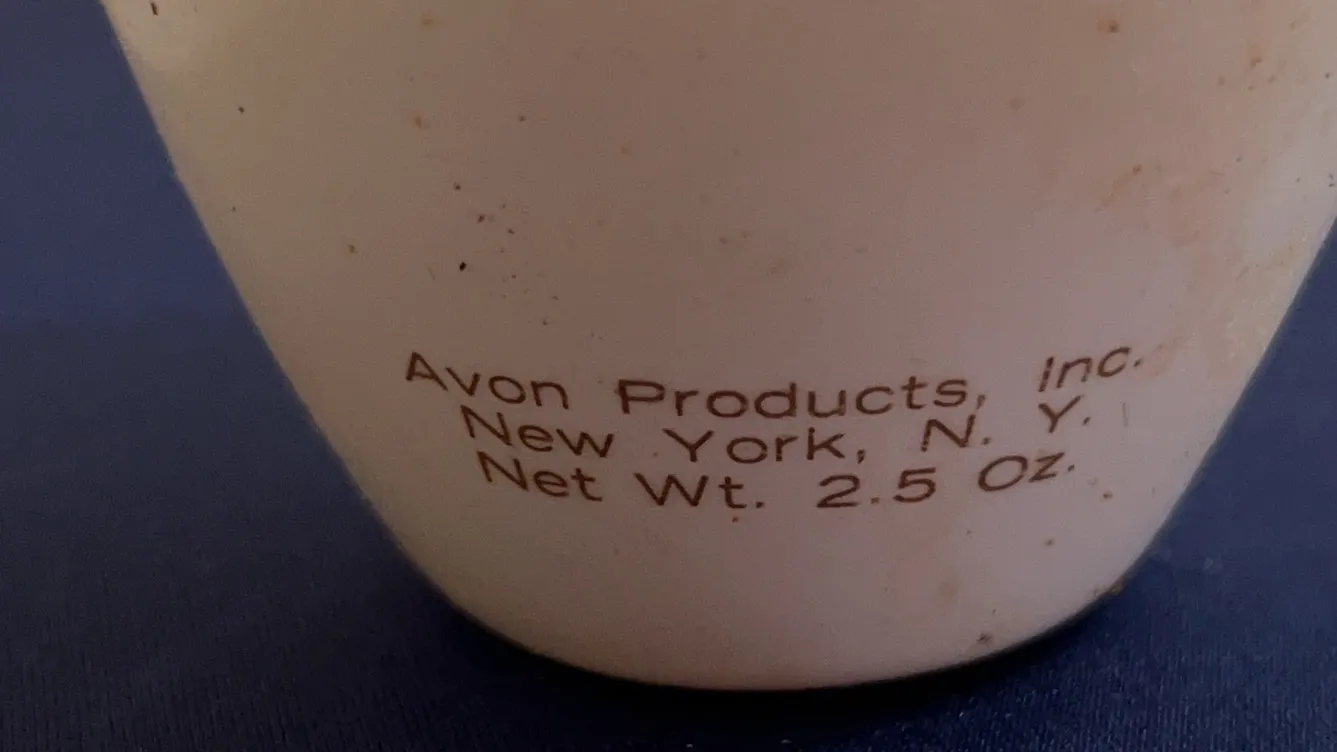 Avon Products, Inc.
New York, N. Y.
Net Wt. 2.5 Oz.